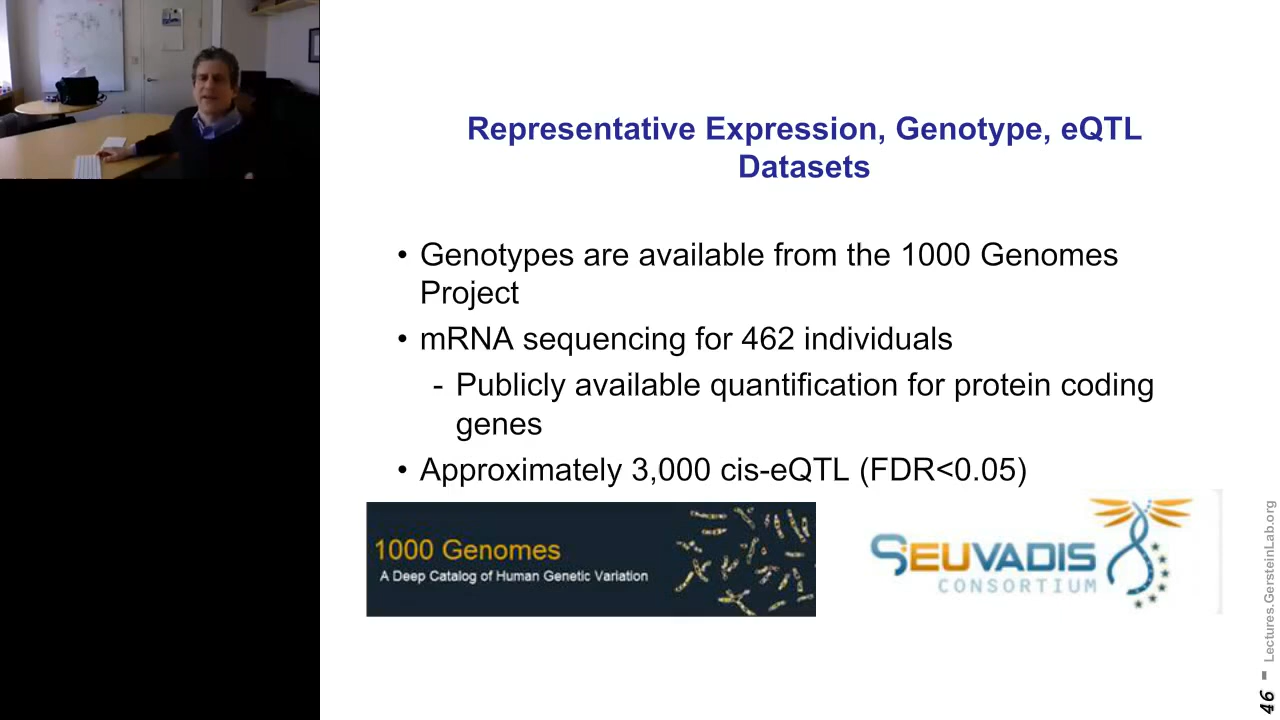 Representative Expression, Genotype, eQTL
Datasets
• Genotypes are available from the 1000 Genomes
Project
• mRNA sequencing for 462 individuals
- Publicly available quantification for protein coding
genes
• Approximately 3,000 cis-eQTL (FDR<0.05)
1000 Genomes
A Deep Catalog of Human Genetic Variation
GEUVADIS
CONSORTIUM
46 - Lectures.GersteinLab.org